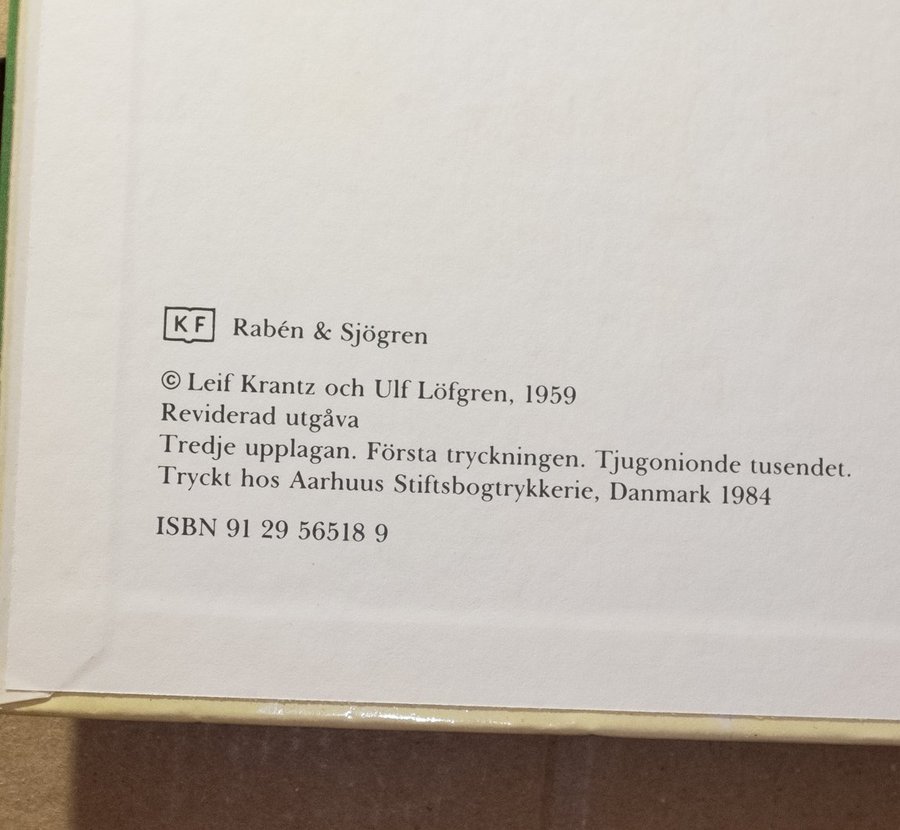 KF Rabén & Sjögren
© Leif Krantz och Ulf Löfgren, 1959
Reviderad utgåva
Tredje upplagan. Första tryckningen. Tjugonionde tusendet.
Tryckt hos Aarhuus Stiftsbogtrykkerie, Danmark 1984
ISBN 91 29 56518 9